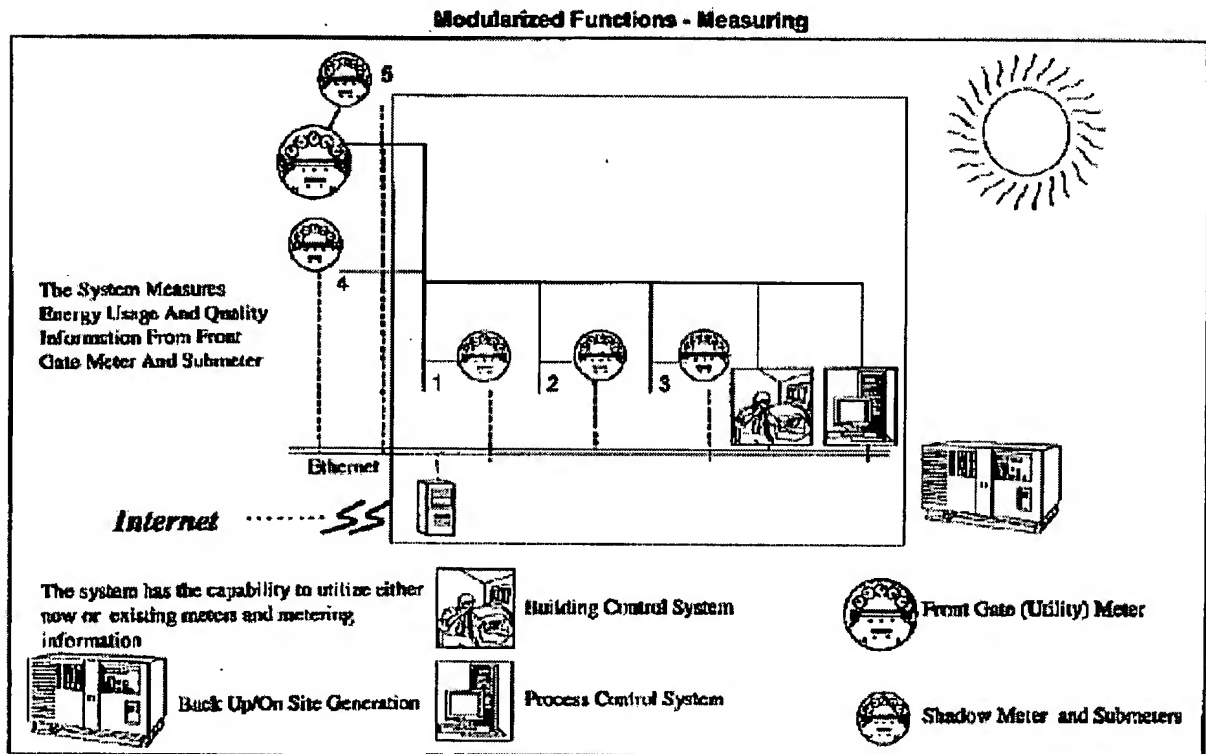 Modularized Functions - Measuring
5
4
The System Measures
Energy Usage And Quality
Information From Front
Gate Meter And Submeter
1
2
3
Ethernet
Internet
The system has the capability to utilize either
now or existing meters and metering
information
Building Control System
Front Gate (Utility) Meter
Back Up/On Site Generation
Process Control System
Shadow Meter and Submeters